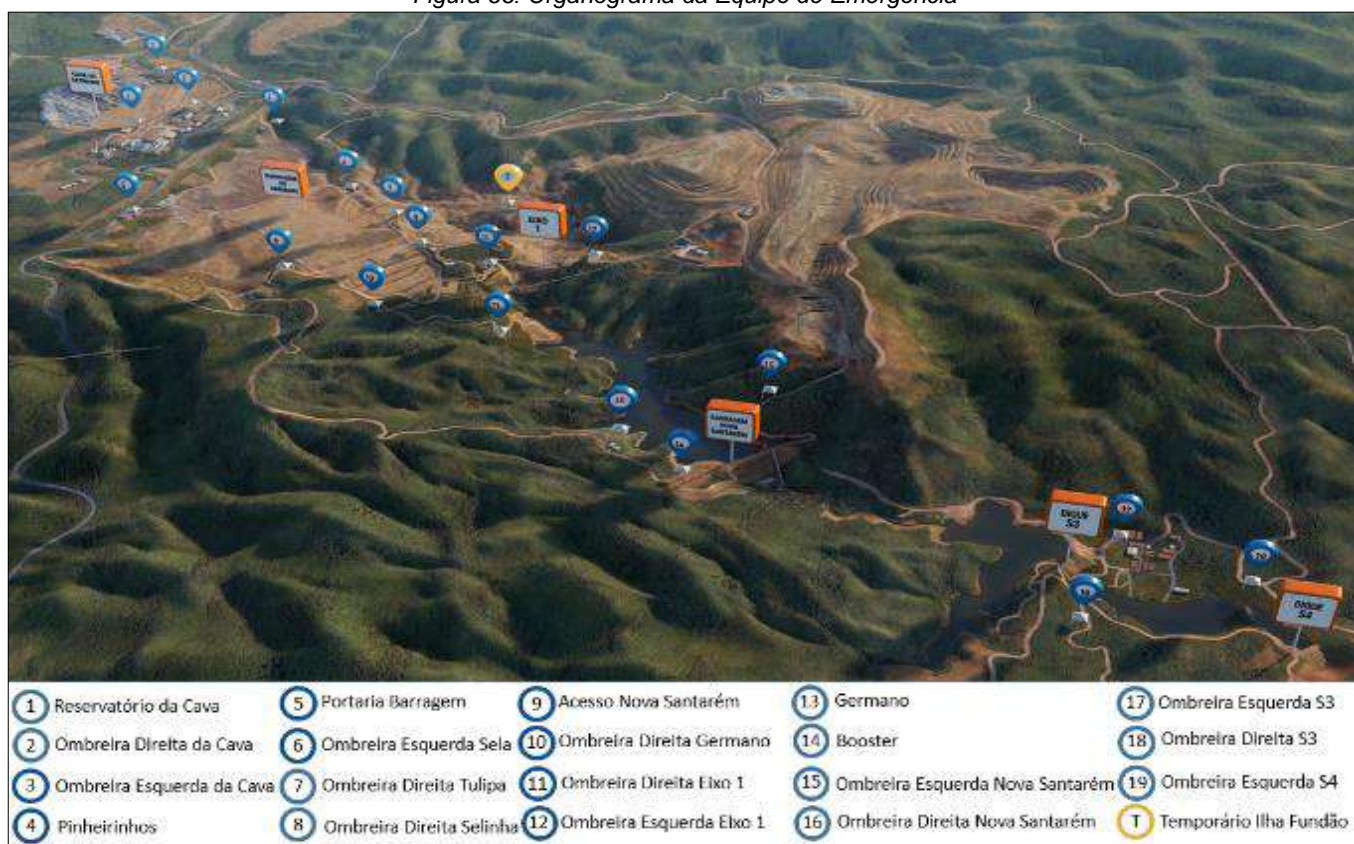 Figura 38: Organograma da Equipe de Emergência
EIXO
1
BARRAGEM
NOVA
SANTARÉM
DIQUE
S3
DIQUE
S4
1 Reservatório da Cava
2 Ombreira Direita da Cava
3 Ombreira Esquerda da Cava
4 Pinheirinhos
5 Portaria Barragem
6 Ombreira Esquerda Sela
7 Ombreira Direita Tulipa
8 Ombreira Direita Selinha
9 Acesso Nova Santarém
10 Ombreira Direita Germano
11 Ombreira Direita Eixo 1
12 Ombreira Esquerda Eixo 1
13 Germano
14 Booster
15 Ombreira Esquerda Nova Santarém
16 Ombreira Direita Nova Santarém
17 Ombreira Esquerda S3
18 Ombreira Direita S3
19 Ombreira Esquerda S4
T Temporário Ilha Fundão